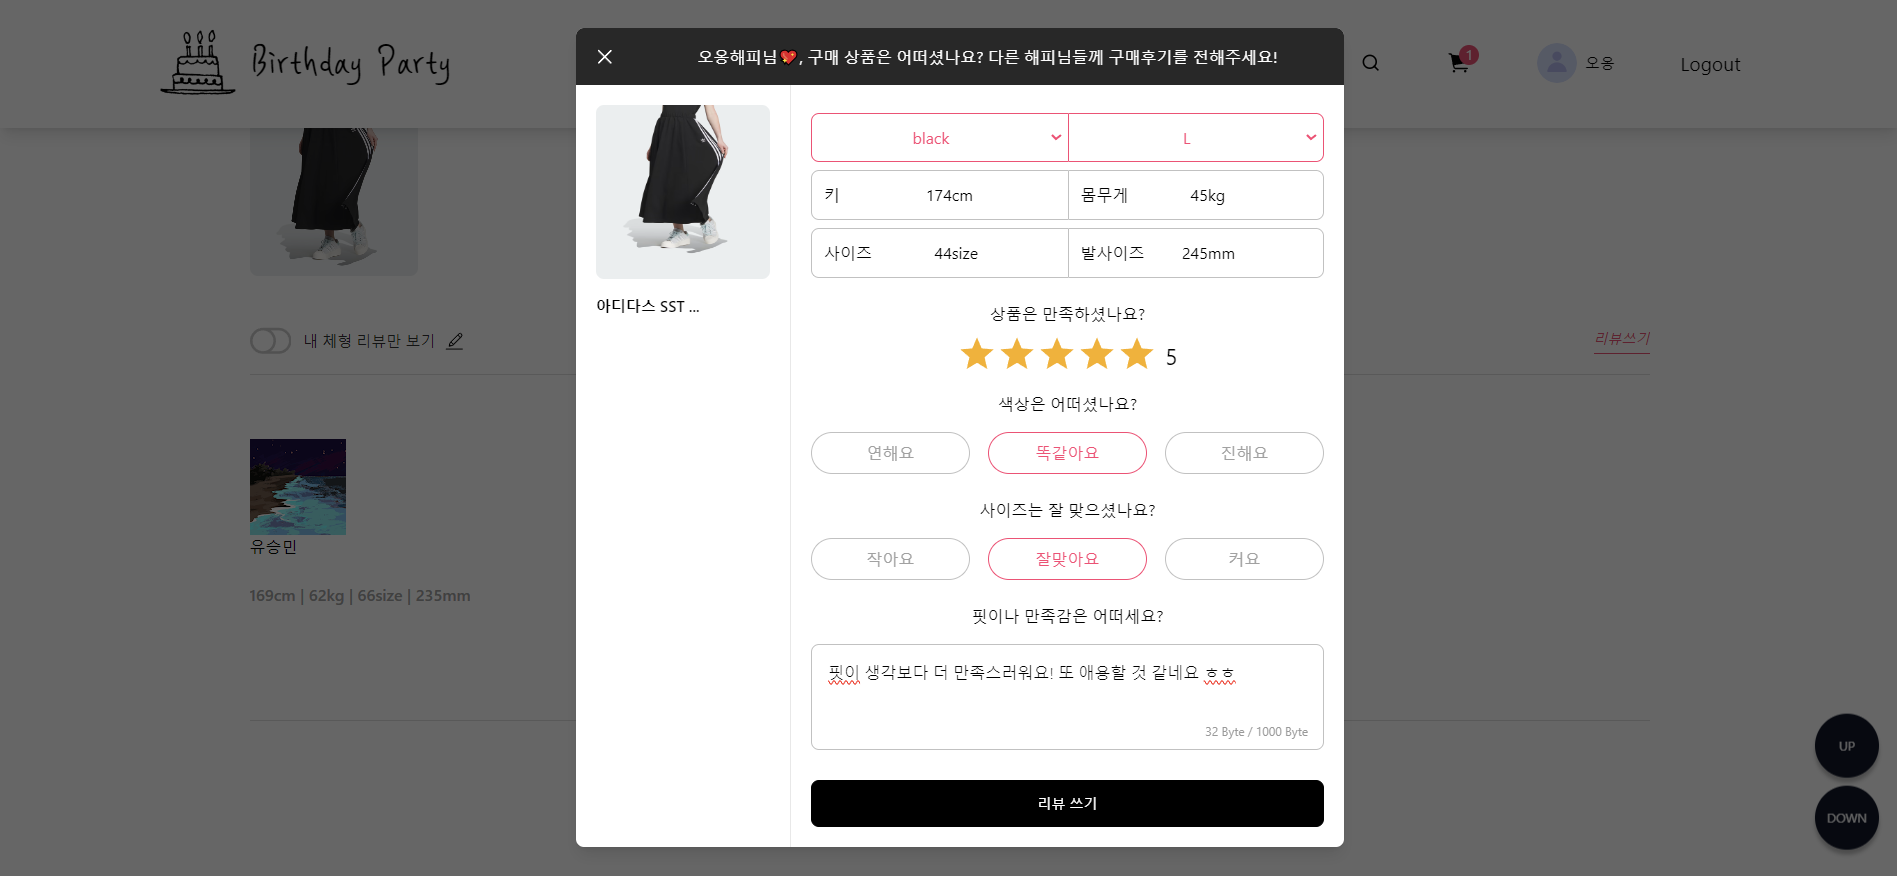 Birthday Party
1
오옹
Logout
내 체형 리뷰만 보기
리뷰쓰기
유승민
169cm | 62kg | 66size | 235mm
오옹해피님💖, 구매 상품은 어떠셨나요? 다른 해피님들께 구매후기를 전해주세요!
아디다스 SST ...
black L
키 174cm 몸무게 45kg
사이즈 44size 발사이즈 245mm
상품은 만족하셨나요?
5
색상은 어떠셨나요?
연해요 똑같아요 진해요
사이즈는 잘 맞으셨나요?
작아요 잘맞아요 커요
핏이나 만족감은 어떠세요?
핏이 생각보다 더 만족스러워요! 또 애용할 것 같네요 ㅎㅎ
32 Byte / 1000 Byte
리뷰 쓰기
UP
DOWN